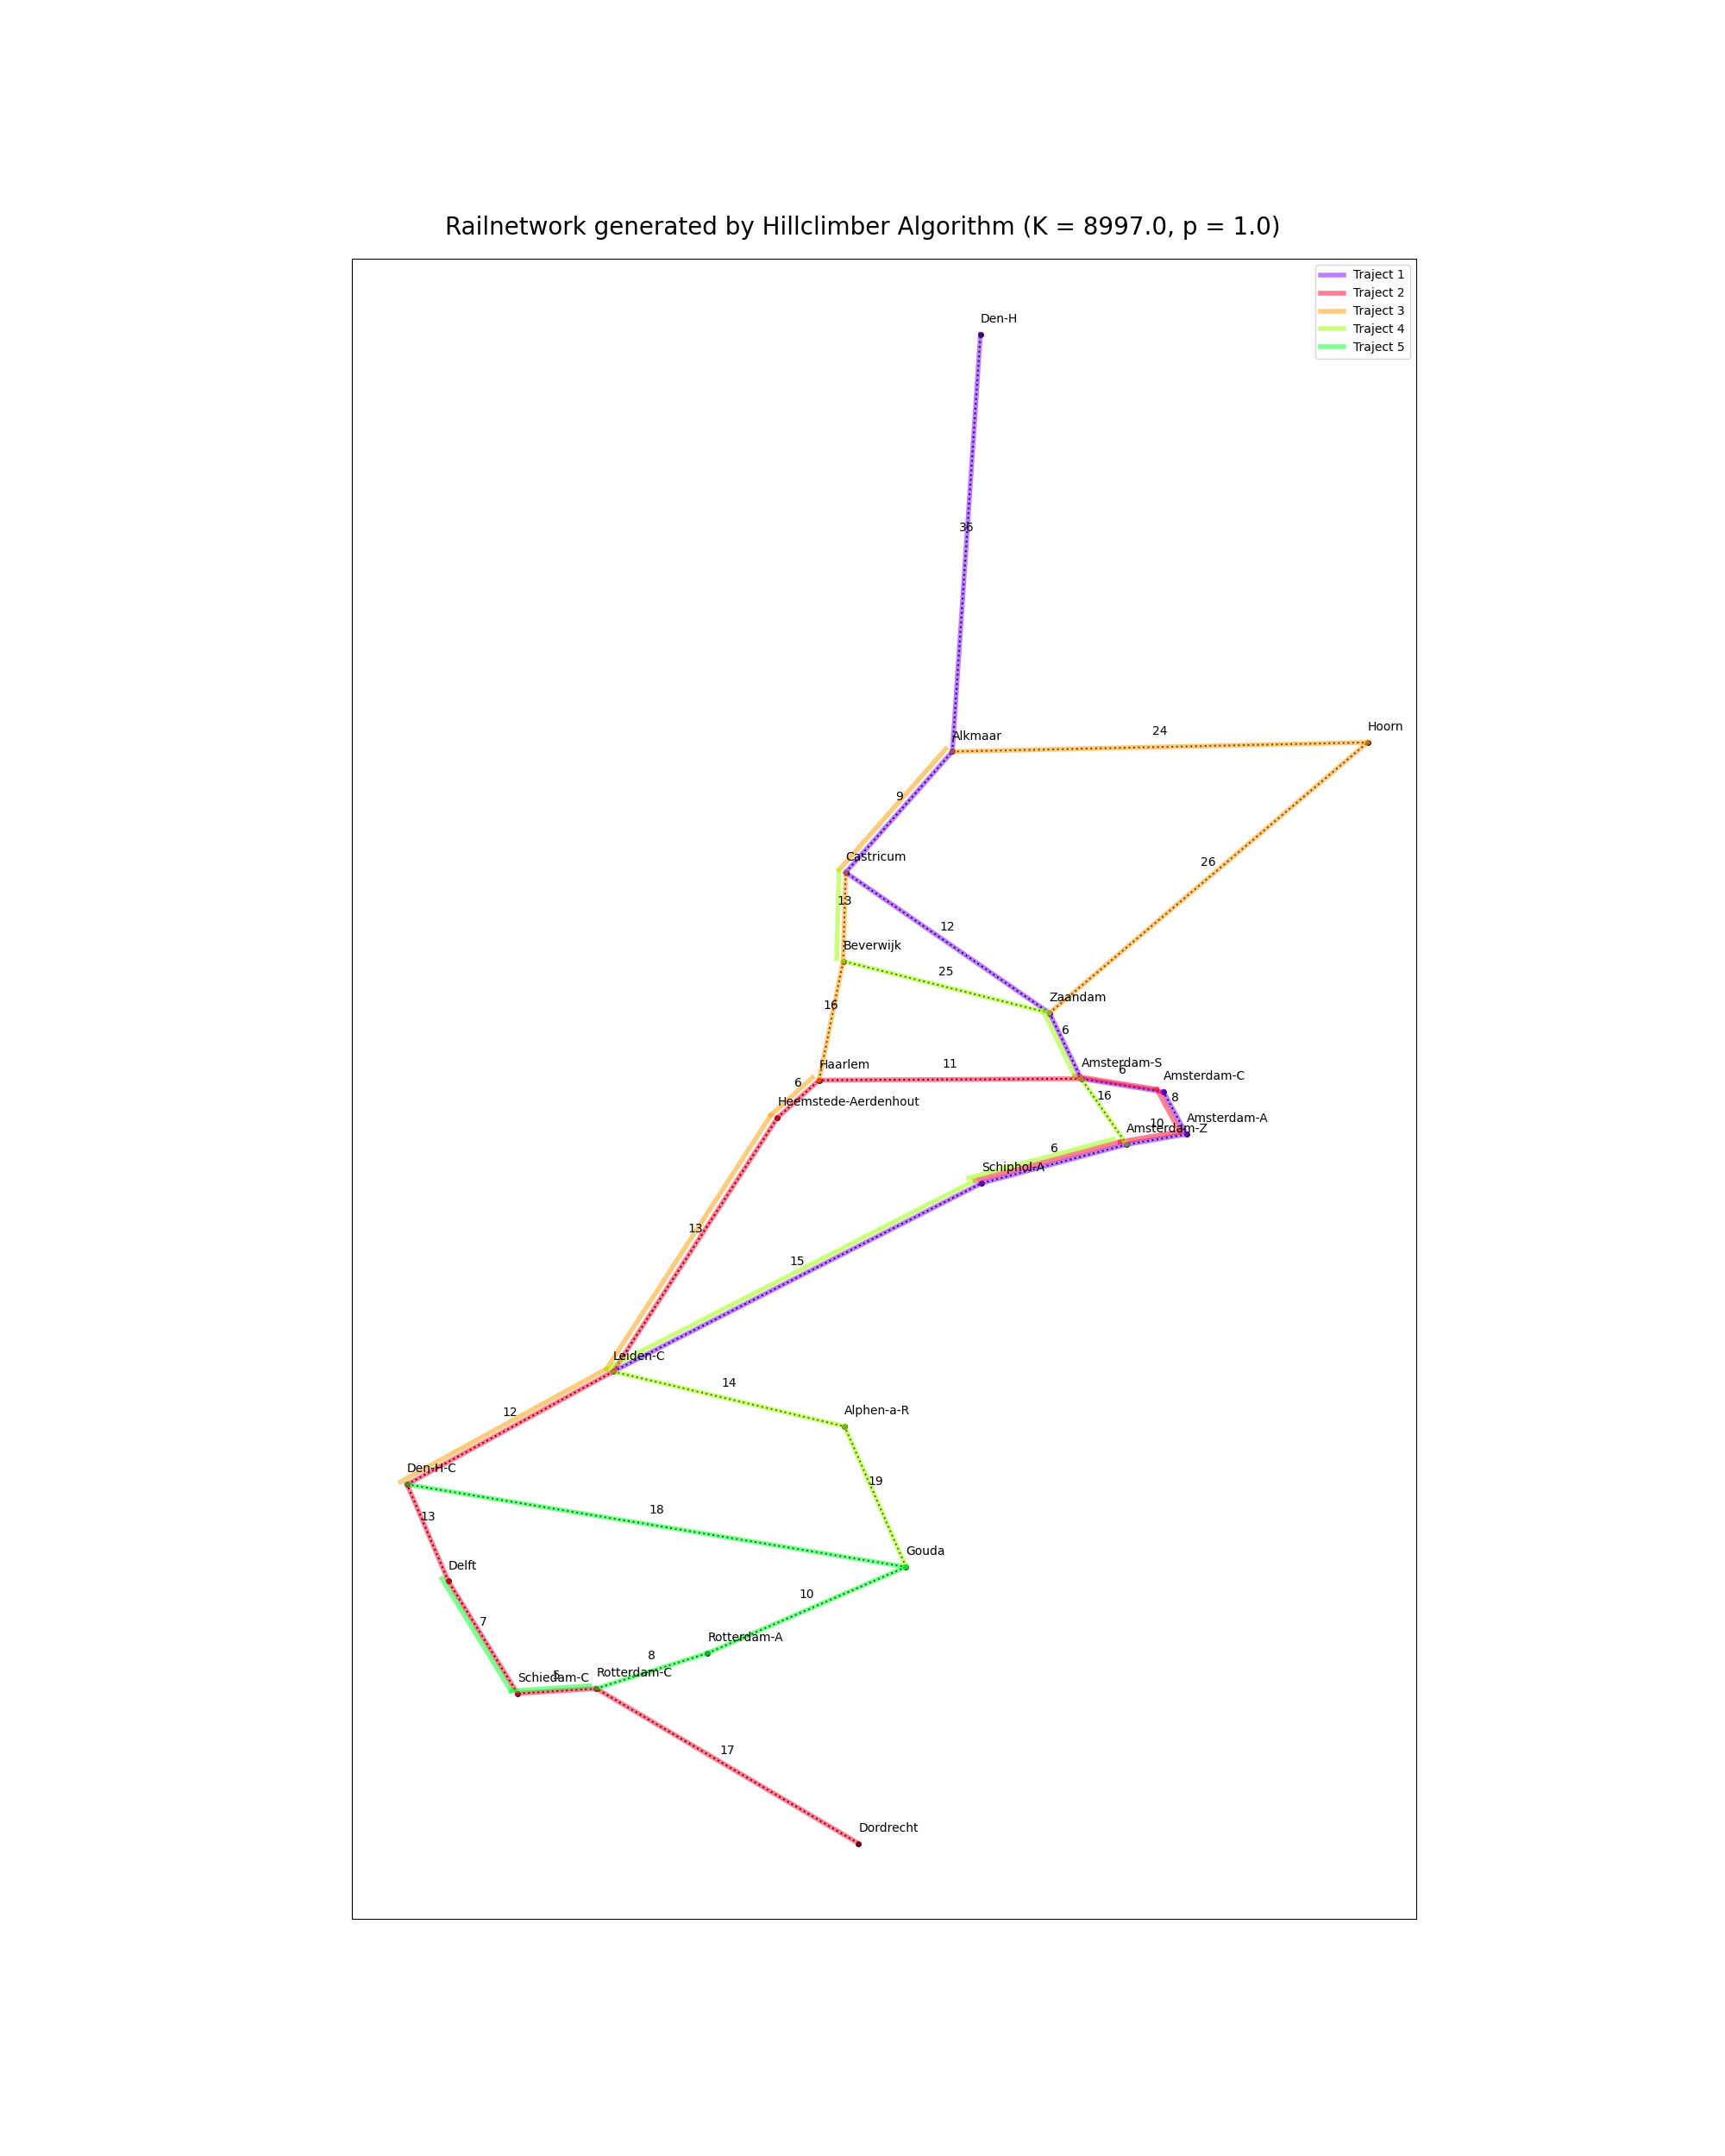 Railnetwork generated by Hillclimber Algorithm (K = 8997.0, p = 1.0)
Traject 1
Traject 2
Traject 3
Traject 4
Traject 5
Den-H
36
Hoorn
24
Alkmaar
9
Castricum
26
13
12
Beverwijk
25
Zaandam
16
6
Haarlem
11
Amsterdam-S
6
Amsterdam-C
6
16
8
Heemstede-Aerdenhout
Amsterdam-A
10
Amsterdam-Z
6
Schiphol-A
13
15
Leiden-C
14
12
Alphen-a-R
Den-H-C
19
18
13
Gouda
Delft
10
7
Rotterdam-A
8
Schiedam-C
5
Rotterdam-C
17
Dordrecht